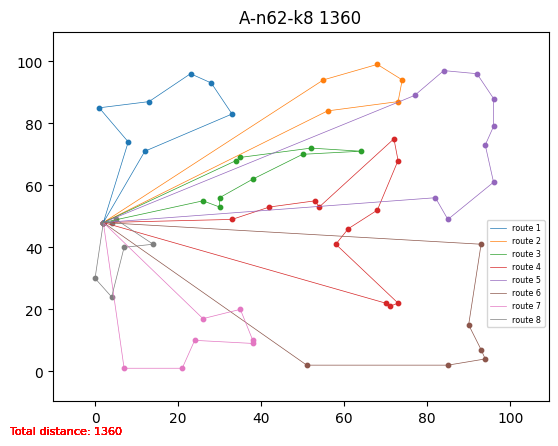 A-n62-k8 1360
100
80
60
40
20
0
0 20 40 60 80 100
route 1
route 2
route 3
route 4
route 5
route 6
route 7
route 8
Total distance: 1360